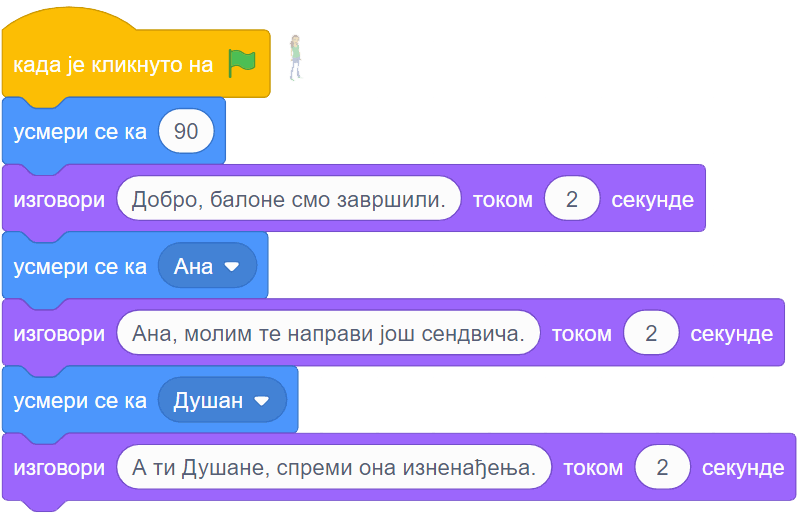 када је кликнуто на
усмери се ка 90
изговори Добро, балоне смо завршили. током 2 секунде
усмери се ка Ана
изговори Ана, молим те направи још сендвича. током 2 секунде
усмери се ка Душан
изговори А ти Душане, спреми она изненађења. током 2 секунде